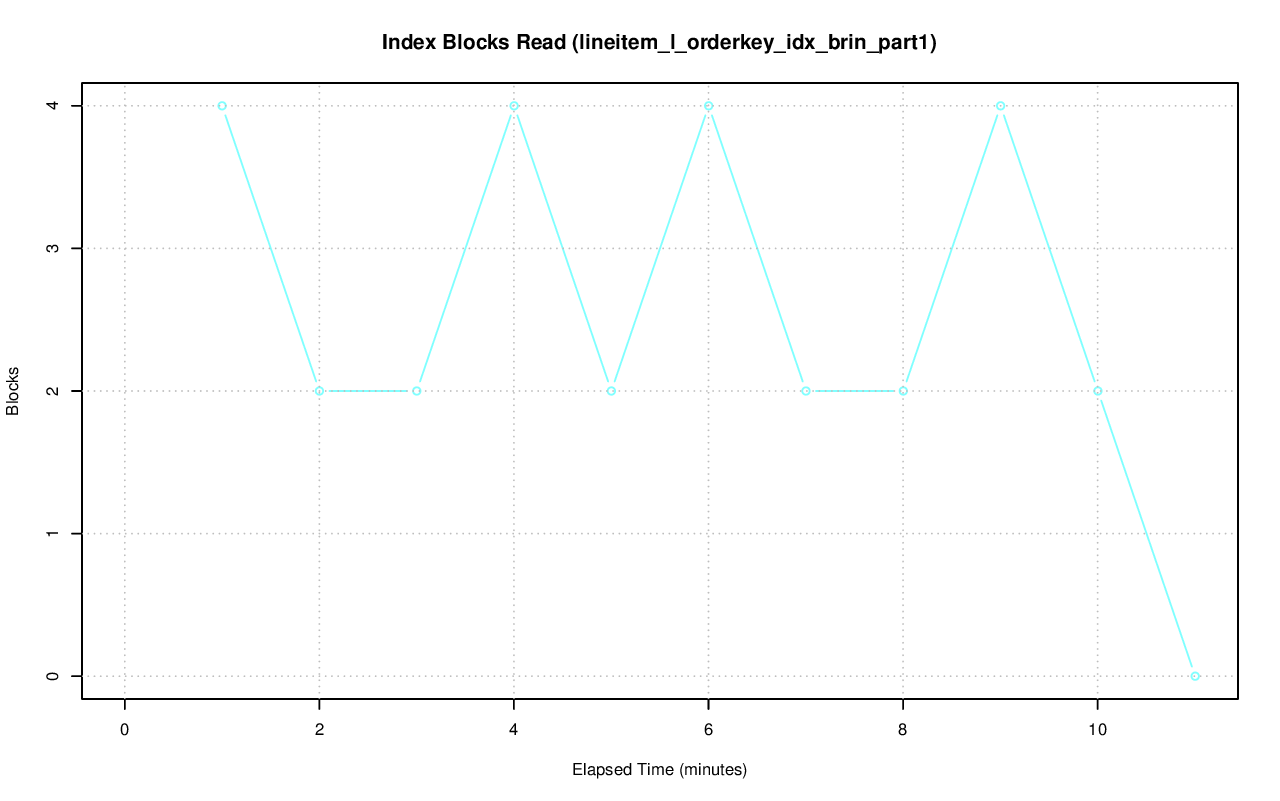 Index Blocks Read (lineitem_l_orderkey_idx_brin_part1)
4
3
2
1
0
Blocks
0 2 4 6 8 10
Elapsed Time (minutes)